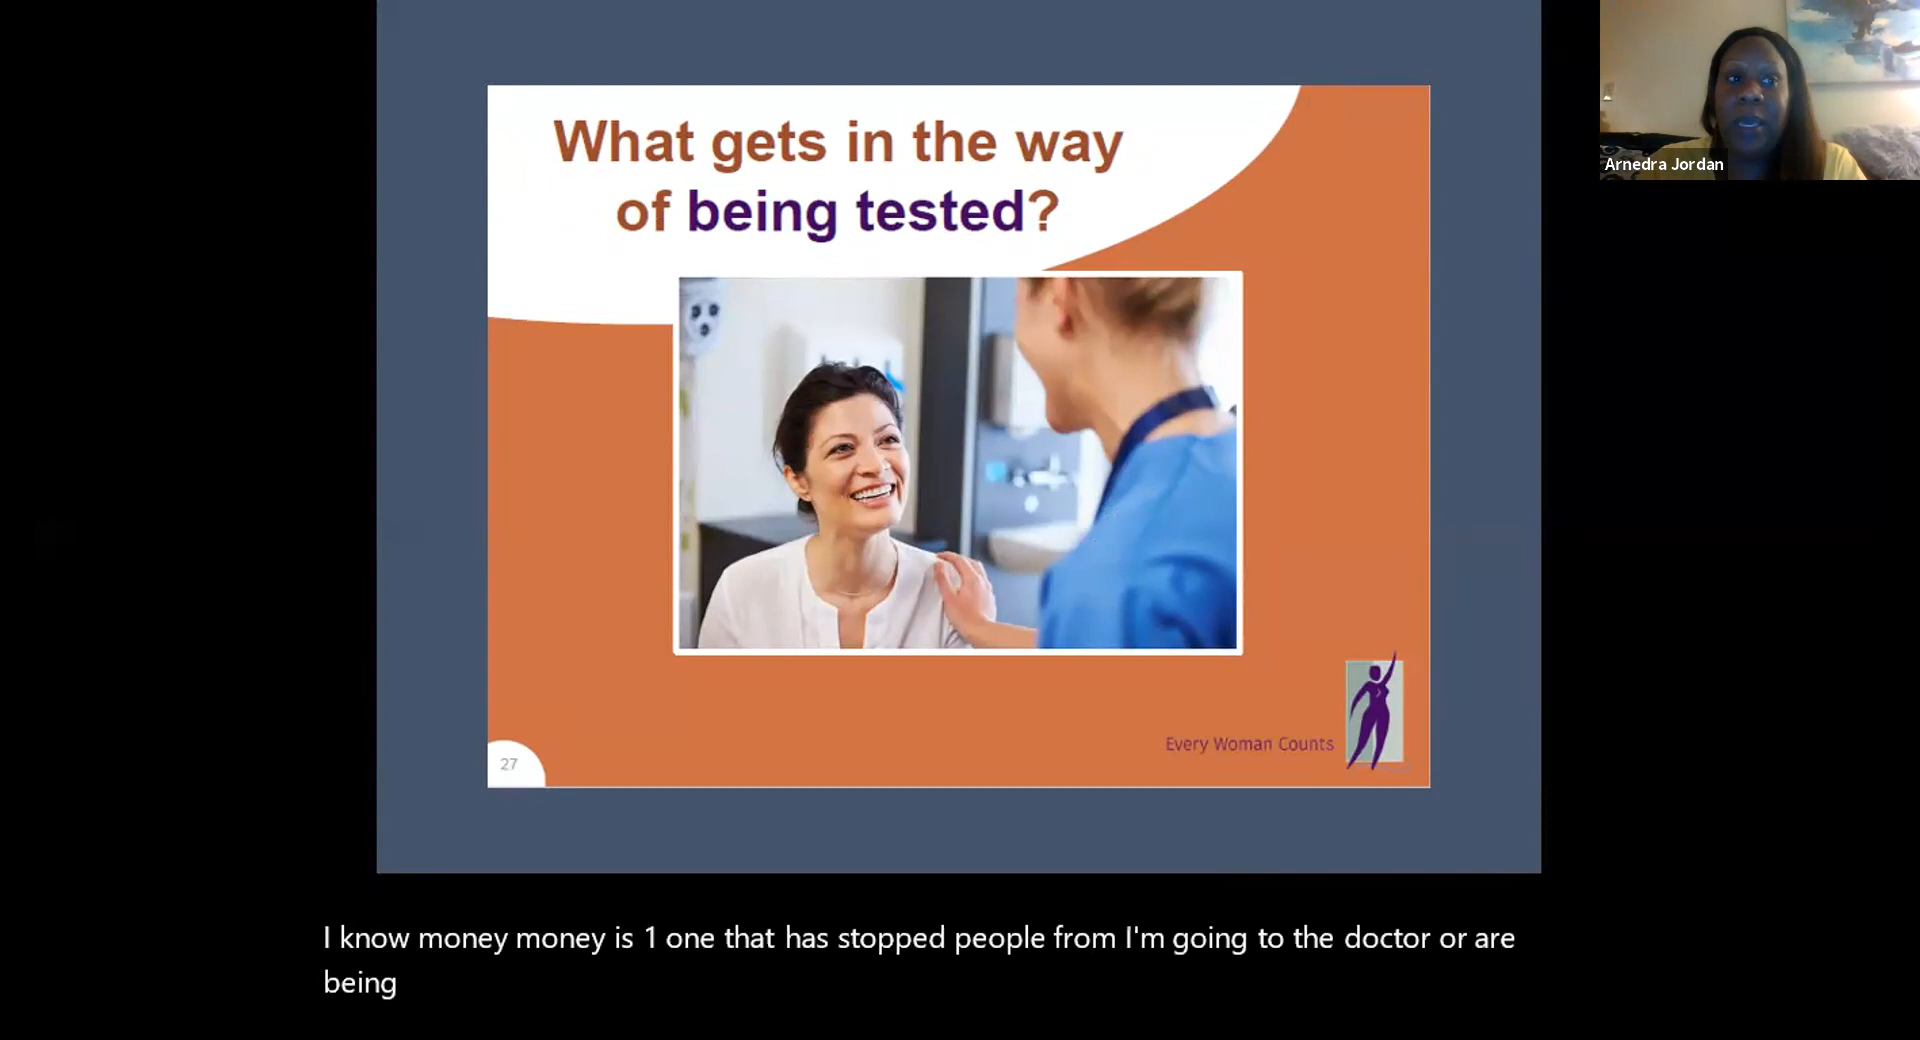 What gets in the way
of being tested?
Arnedra Jordan
Every Woman Counts
27
I know money money is 1 one that has stopped people from I'm going to the doctor or are
being